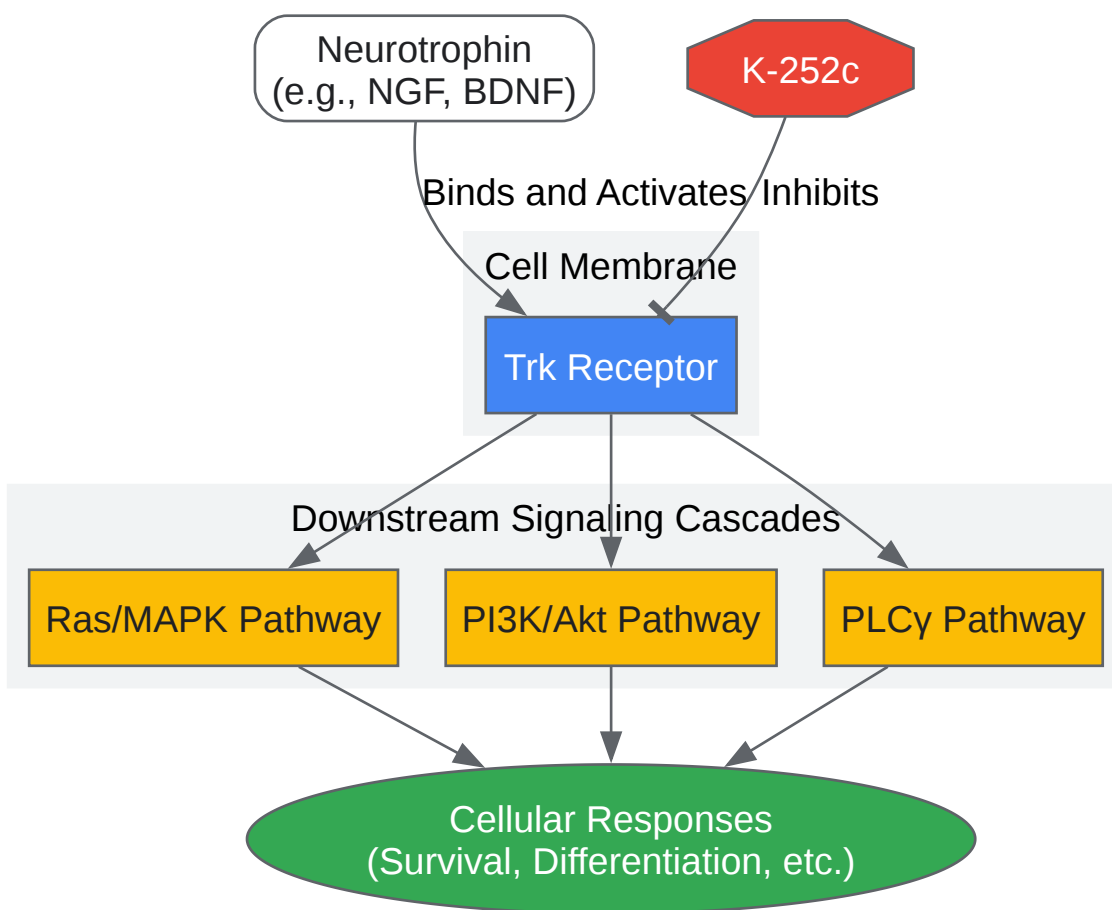 Neurotrophin
(e.g., NGF, BDNF)
K-252c
Binds and Activates
Inhibits
Cell Membrane
Trk Receptor
Downstream Signaling Cascades
Ras/MAPK Pathway
PI3K/Akt Pathway
PLCγ Pathway
Cellular Responses
(Survival, Differentiation, etc.)